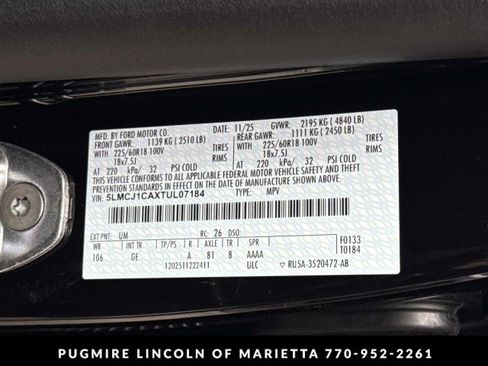 MFD. BY FORD MOTOR CO. 11/25 GVWR: 2195 KG ( 4840 LB)
FRONT GAWR: 1139 KG ( 2510 LB) REAR GAWR: 1111 KG ( 2450 LB)
WITH 225/60R18 100V TIRES WITH 225/60R18 100V TIRES
18x7.5J RIMS 18x7.5J RIMS
AT 220 kPa/ 32 PSI COLD AT 220 kPa/ 32 PSI COLD
THIS VEHICLE CONFORMS TO ALL APPLICABLE FEDERAL MOTOR VEHICLE SAFETY AND THEFT PREVENTION STANDARDS IN EFFECT ON THE
DATE OF MANUFACTURE SHOWN ABOVE.
VIN: 5LMCJ1CAXTUL07184 TYPE: MPV
EXT PNT: UM RC: 26 DSO: F0133
WB INT TR TP/PS R AXLE TR SPR T0184
106 GE A 81 8 AAAA
1202511222411 ULC ▽ RU5A-3520472-AB
PUGMIRE LINCOLN OF MARIETTA 770-952-2261